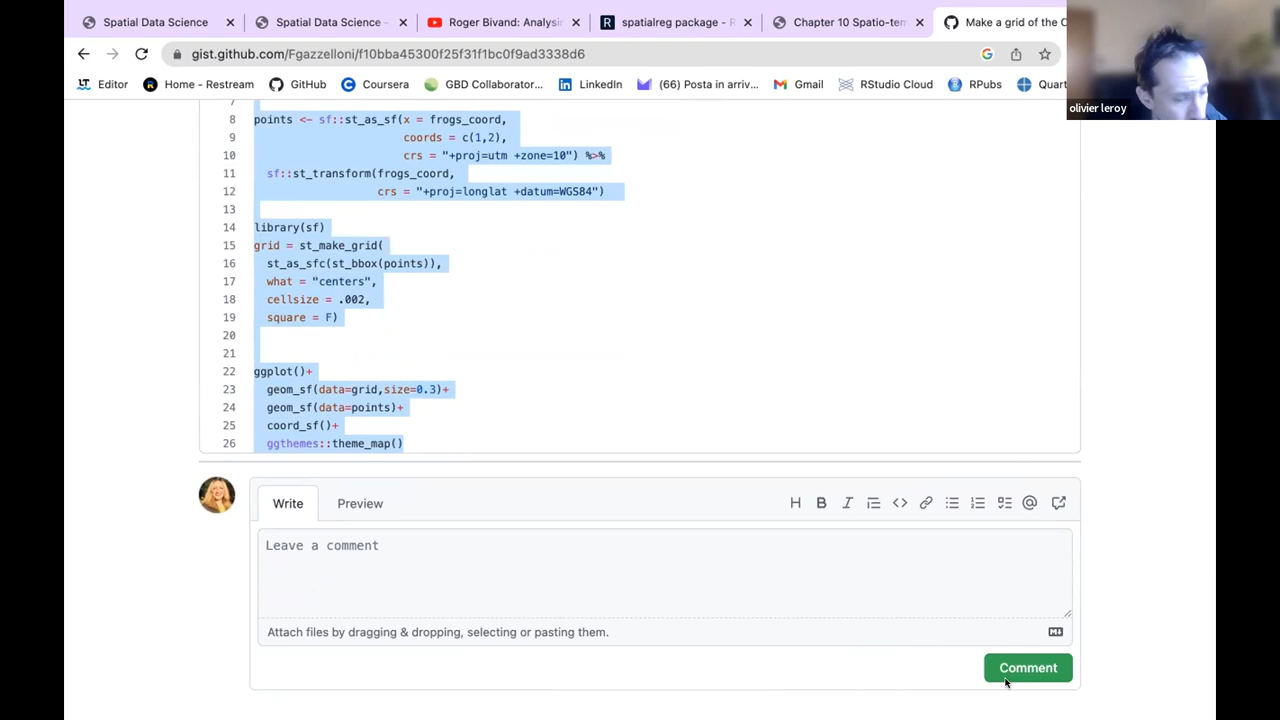 Spatial Data Science
Spatial Data Science -
Roger Bivand: Analysi
spatialreg package - R
Chapter 10 Spatio-tem
Make a grid of the C
gist.github.com/Fgazzelloni/f10bba45300f25f31f1bc0f9ad3338d6
Editor
Home - Restream
GitHub
Coursera
GBD Collaborator...
LinkedIn
(66) Posta in arriv...
Gmail
RStudio Cloud
RPubs
Quart
olivier leroy
7
8 points <- sf::st_as_sf(x = frogs_coord,
9 coords = c(1,2),
10 crs = "+proj=utm +zone=10") %>%
11 sf::st_transform(frogs_coord,
12 crs = "+proj=longlat +datum=WGS84")
13
14 library(sf)
15 grid = st_make_grid(
16 st_as_sfc(st_bbox(points)),
17 what = "centers",
18 cellsize = .002,
19 square = F)
20
21
22 ggplot()+
23 geom_sf(data=grid,size=0.3)+
24 geom_sf(data=points)+
25 coord_sf()+
26 ggthemes::theme_map()
Write
Preview
Leave a comment
Attach files by dragging & dropping, selecting or pasting them.
Comment